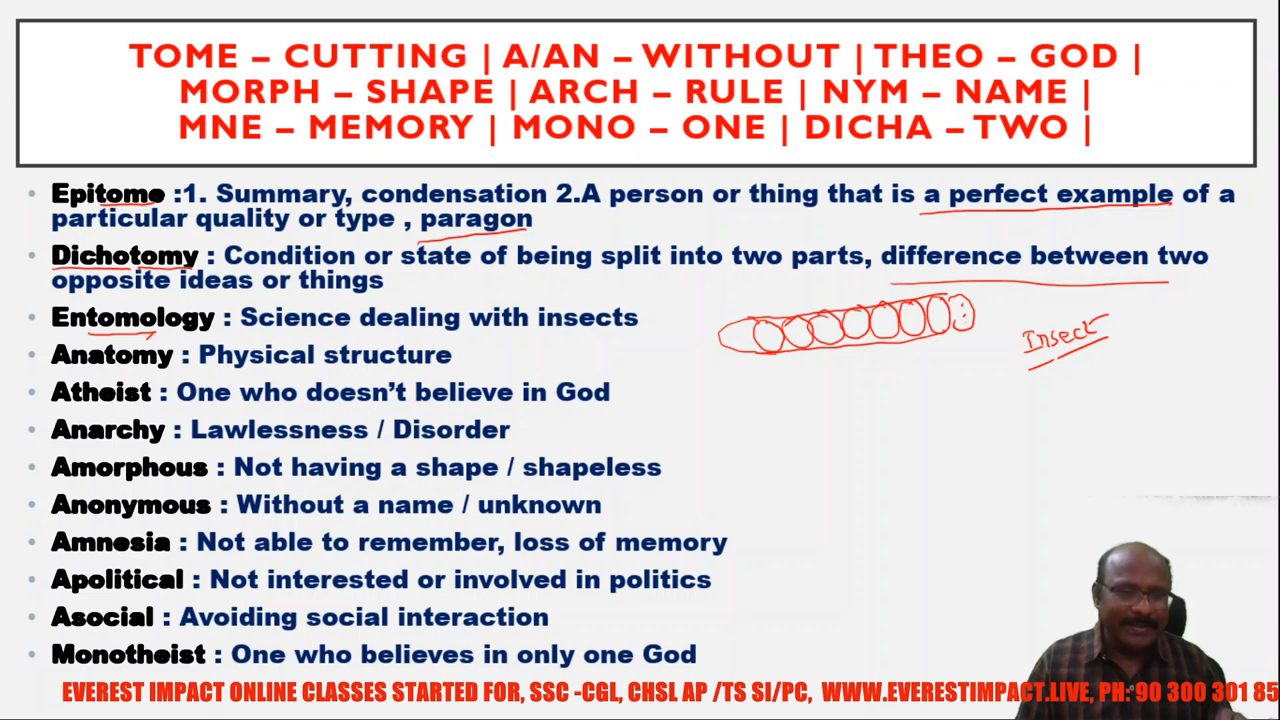 TOME – CUTTING | A/AN – WITHOUT | THEO – GOD |
MORPH – SHAPE | ARCH – RULE | NYM – NAME |
MNE – MEMORY | MONO – ONE | DICHA – TWO |
• Epitome :1. Summary, condensation 2.A person or thing that is a perfect example of a
particular quality or type , paragon
• Dichotomy : Condition or state of being split into two parts, difference between two
opposite ideas or things
• Entomology : Science dealing with insects
Insect
• Anatomy : Physical structure
• Atheist : One who doesn’t believe in God
• Anarchy : Lawlessness / Disorder
• Amorphous : Not having a shape / shapeless
• Anonymous : Without a name / unknown
• Amnesia : Not able to remember, loss of memory
• Apolitical : Not interested or involved in politics
• Asocial : Avoiding social interaction
• Monotheist : One who believes in only one God
EVEREST IMPACT ONLINE CLASSES STARTED FOR, SSC -CGL, CHSL AP /TS SI/PC, WWW.EVERESTIMPACT.LIVE, PH: 90 300 301 85